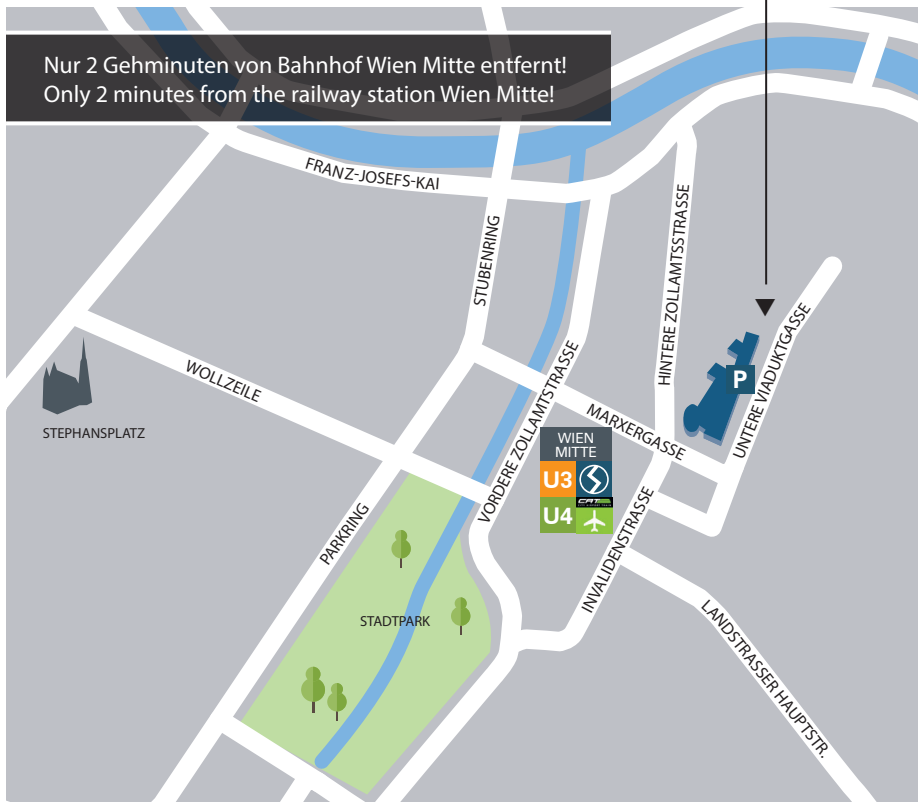 Nur 2 Gehminuten von Bahnhof Wien Mitte entfernt!
Only 2 minutes from the railway station Wien Mitte!
FRANZ-JOSEFS-KAI
STUBENRING
HINTERE ZOLLAMTSSTRASSE
WOLLZEILE
STEPHANSPLATZ
VORDERE ZOLLAMTSTRASSE
MARXERGASSE
P
UNTERE VIADUKTGASSE
WIEN
MITTE
U3
CAT
U4
PARKRING
INVALIDENSTRASSE
STADTPARK
LANDSTRASSER HAUPTSTR.